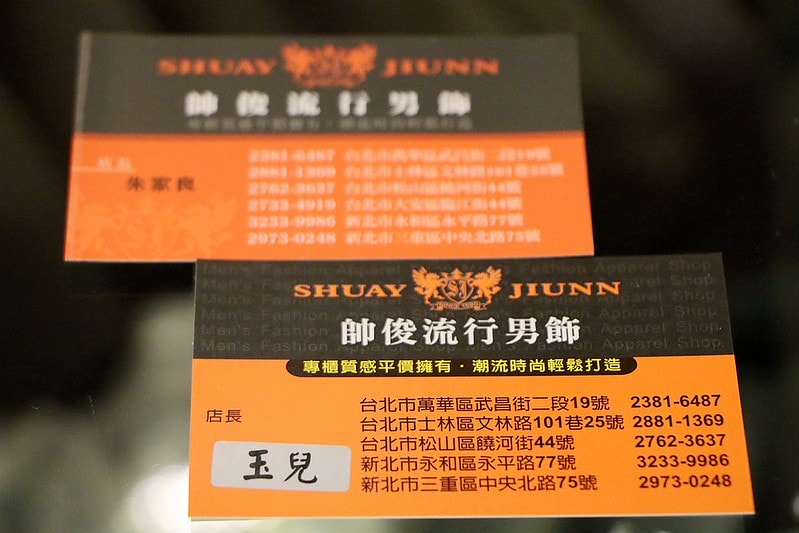 SHUAY JIUNN
帥俊流行男飾
店長
朱家良
2381-6487 台北市萬華區武昌街二段19號
2881-1369 台北市士林區文林路101巷25號
2762-3637 台北市松山區饒河街44號
2733-4919 台北市大安區臨江街44號
3233-9986 新北市永和區永平路77號
2973-0248 新北市三重區中央北路75號
Men's Fashion Apparel Shop
SHUAY SJ JIUNN
帥俊流行男飾
專櫃質感平價擁有・潮流時尚輕鬆打造
店長
玉兒
台北市萬華區武昌街二段19號 2381-6487
台北市士林區文林路101巷25號 2881-1369
台北市松山區饒河街44號 2762-3637
新北市永和區永平路77號 3233-9986
新北市三重區中央北路75號 2973-0248